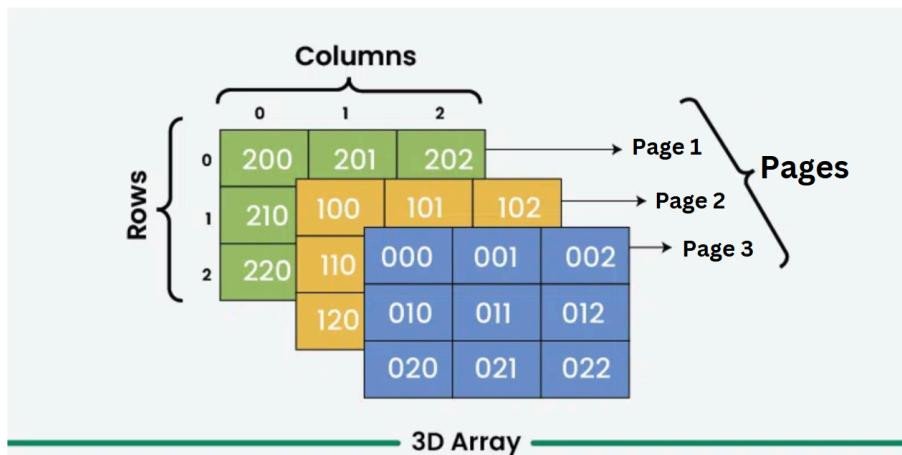 Columns
0 1 2
Rows
0 200 201 202 Page 1
1 210 100 101 102 Page 2
Pages
2 220 110 000 001 002 Page 3
120 010 011 012
020 021 022
3D Array